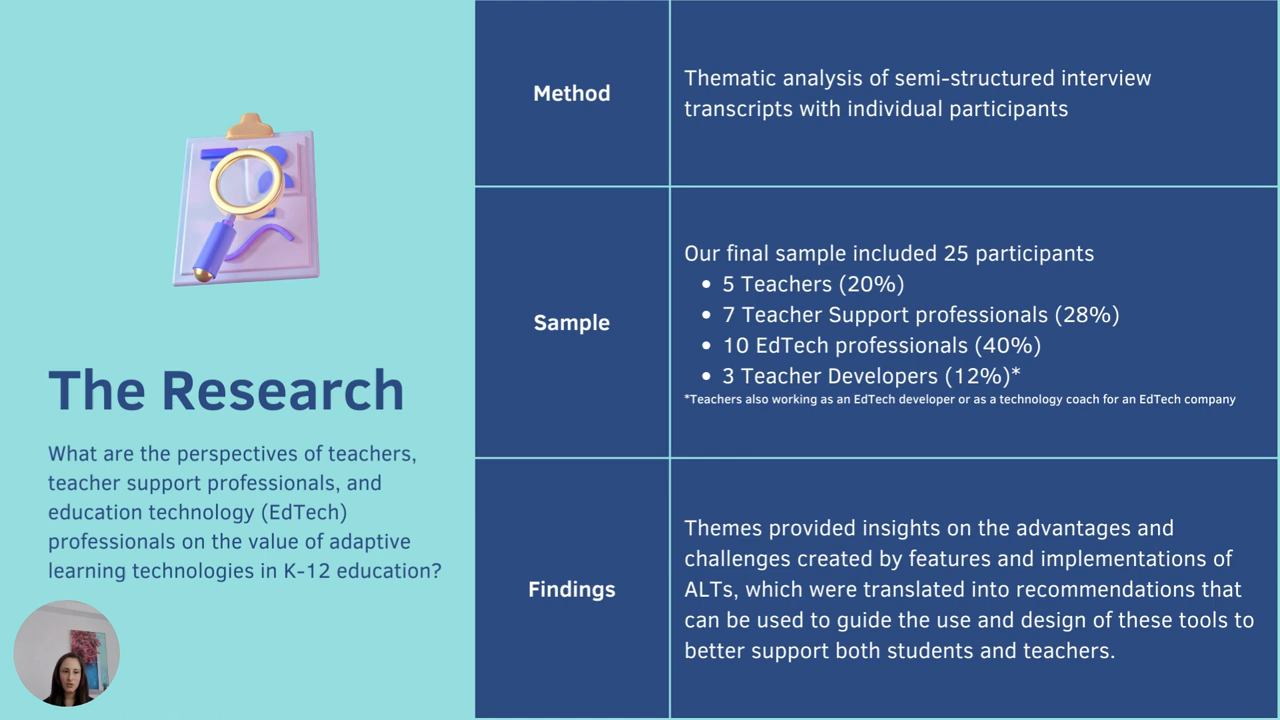 The Research
What are the perspectives of teachers,
teacher support professionals, and
education technology (EdTech)
professionals on the value of adaptive
learning technologies in K-12 education?
Method
Thematic analysis of semi-structured interview
transcripts with individual participants
Sample
Our final sample included 25 participants
• 5 Teachers (20%)
• 7 Teacher Support professionals (28%)
• 10 EdTech professionals (40%)
• 3 Teacher Developers (12%)*
*Teachers also working as an EdTech developer or as a technology coach for an EdTech company
Findings
Themes provided insights on the advantages and
challenges created by features and implementations of
ALTs, which were translated into recommendations that
can be used to guide the use and design of these tools to
better support both students and teachers.